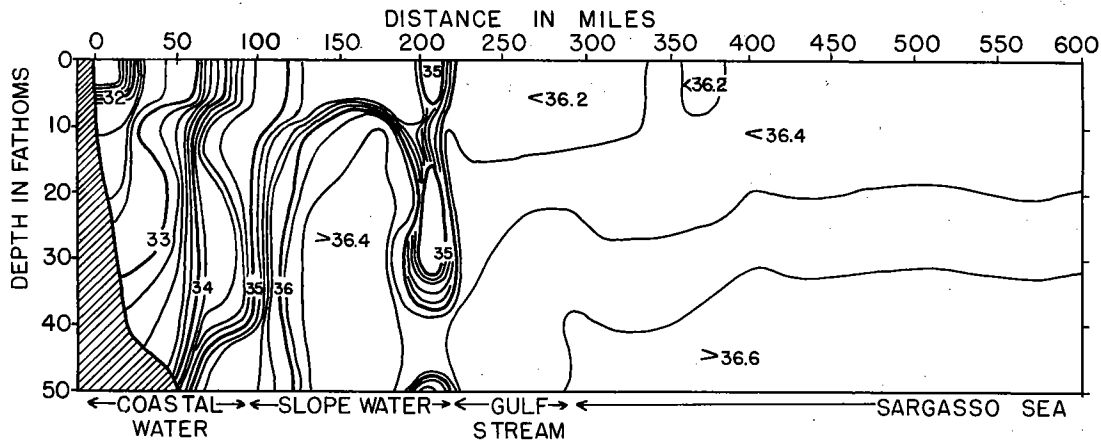 DISTANCE IN MILES
0 50 100 150 200 250 300 350 400 450 500 550 600
DEPTH IN FATHOMS
0
10
20
30
40
50
32
33
34
35
36
≥36.4
35
35
<36.2
<36.2
<36.4
>36.6
COASTAL WATER
SLOPE WATER
GULF STREAM
SARGASSO SEA